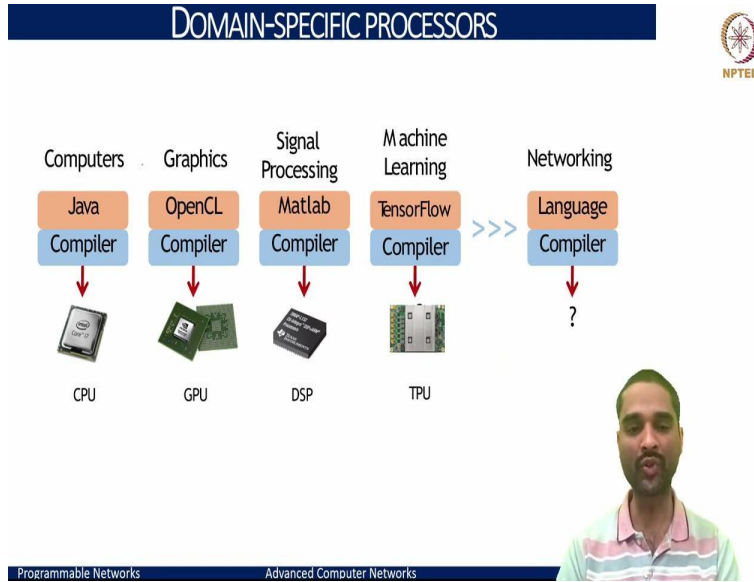 DOMAIN-SPECIFIC PROCESSORS
NPTEL
Computers
Graphics
Signal
Processing
Machine
Learning
Networking
Java
OpenCL
Matlab
TensorFlow
Language
Compiler
Compiler
Compiler
Compiler
>>>
Compiler
?
CPU
GPU
DSP
TPU
Programmable Networks
Advanced Computer Networks